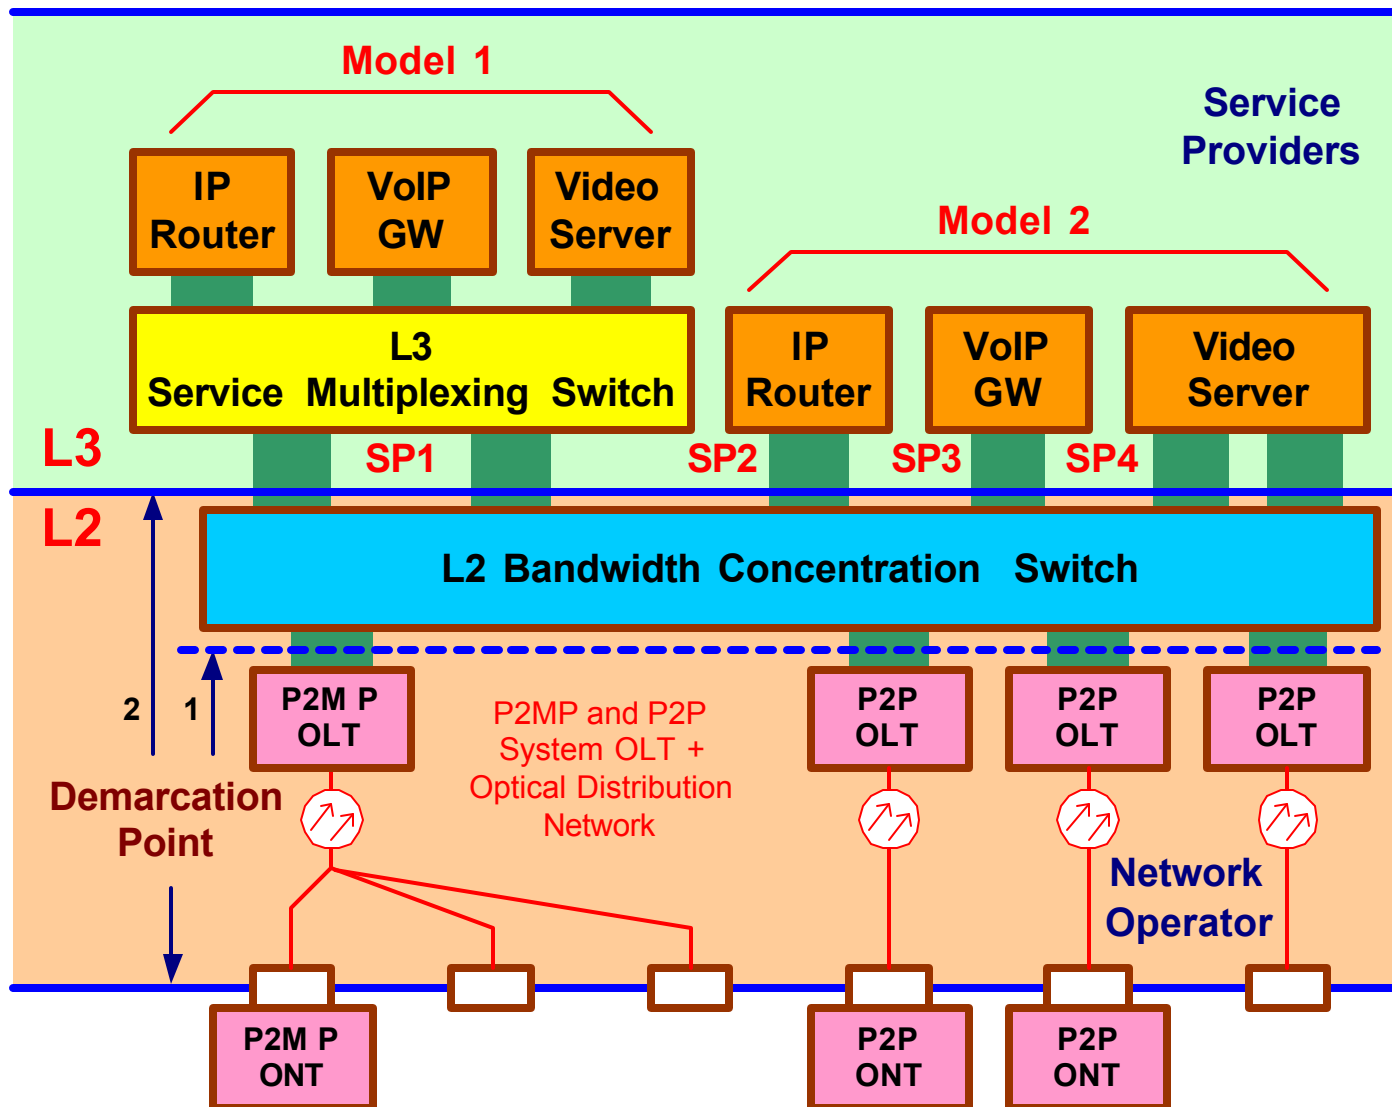 Model 1
Service
Providers
IP
Router
VoIP
GW
Video
Server
Model 2
L3
Service Multiplexing Switch
IP
Router
VoIP
GW
Video
Server
L3
SP1
SP2
SP3
SP4
L2
L2 Bandwidth Concentration Switch
2
1
P2M P
OLT
P2MP and P2P
System OLT +
Optical Distribution
Network
P2P
OLT
P2P
OLT
P2P
OLT
Demarcation
Point
Network
Operator
P2M P
ONT
P2P
ONT
P2P
ONT